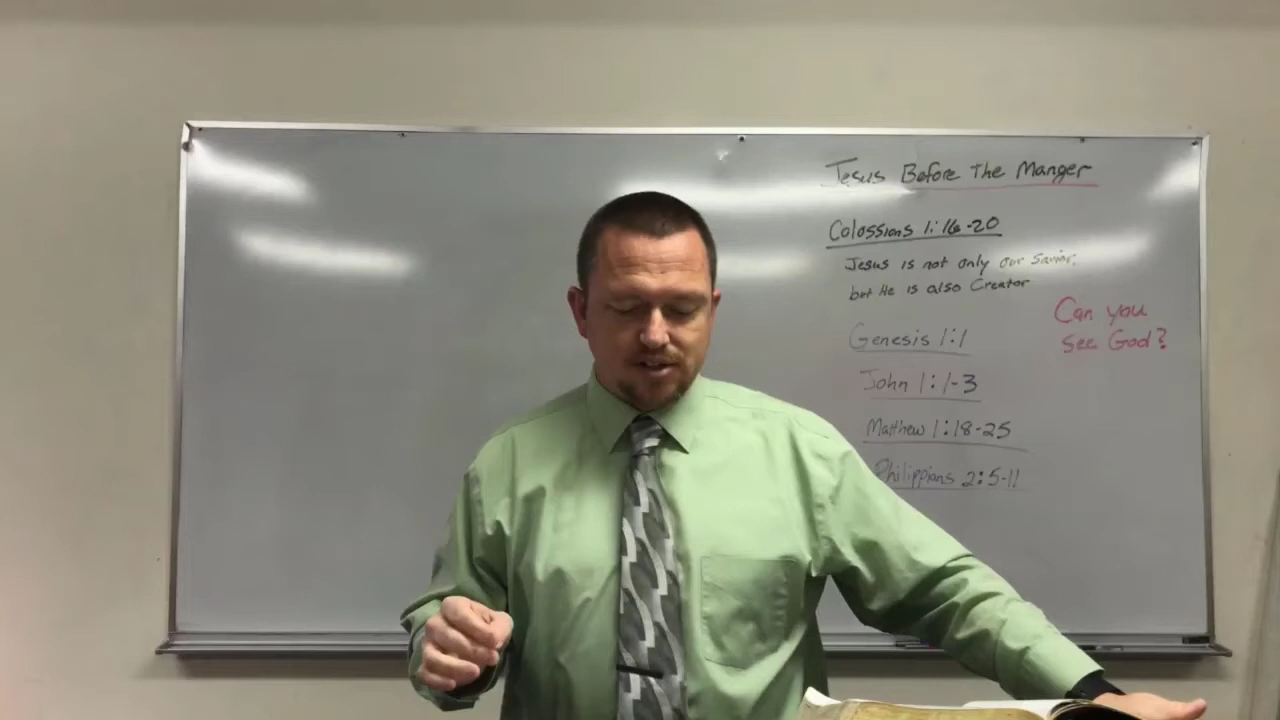 Jesus Before The Manger
Colossians 1:16-20
Jesus is not only our Savior,
but He is also Creator
Can you
see God?
Genesis 1:1
John 1:1-3
Matthew 1:18-25
Philippians 2:5-11